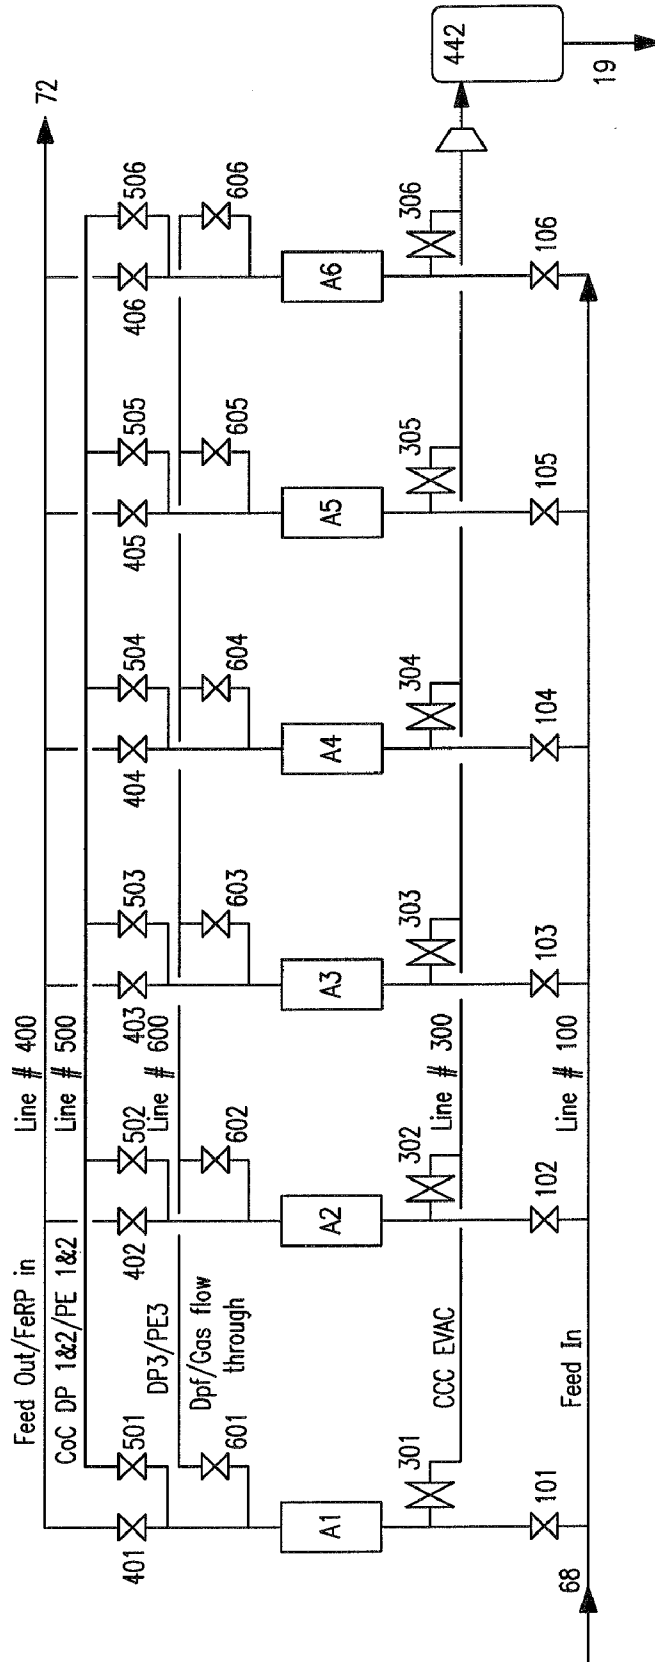 72
Feed Out/FeRP in
Line # 400
CoC DP 1&2/PE 1&2
Line # 500
401
501
402
502
403
503
404
504
405
505
406
506
DP3/PE3
Line # 600
Dpf/Gas flow
through
601
602
603
604
605
606
A1
A2
A3
A4
A5
A6
442
19
CCC EVAC
Line # 300
301
302
303
304
305
306
101
102
103
104
105
106
68
Feed In
Line # 100